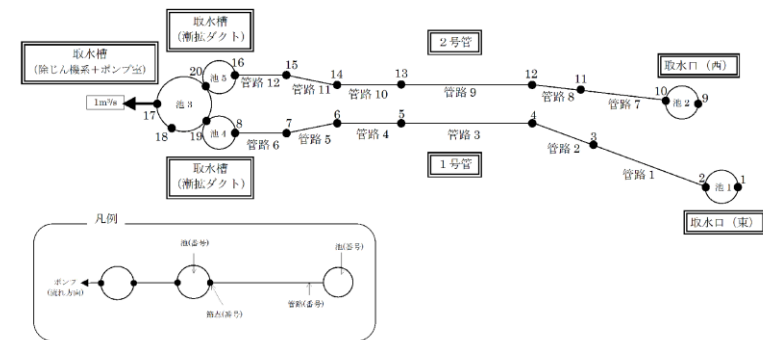 取水槽
(漸拡ダクト)
取水槽
(除じん機系+ポンプ室)
2号管
取水口(西)
20
16
15
14
13
12
11
10
9
池5
池3
池2
管路12
管路11
管路10
管路9
管路8
管路7
1m³/s
17
18
19
池4
8
7
6
5
4
3
2
1
池1
管路6
管路5
管路4
管路3
管路2
管路1
取水槽
(漸拡ダクト)
1号管
取水口(東)
凡例
池(番号)
池(番号)
ポンプ
(流れ方向)
節点(番号)
管路(番号)